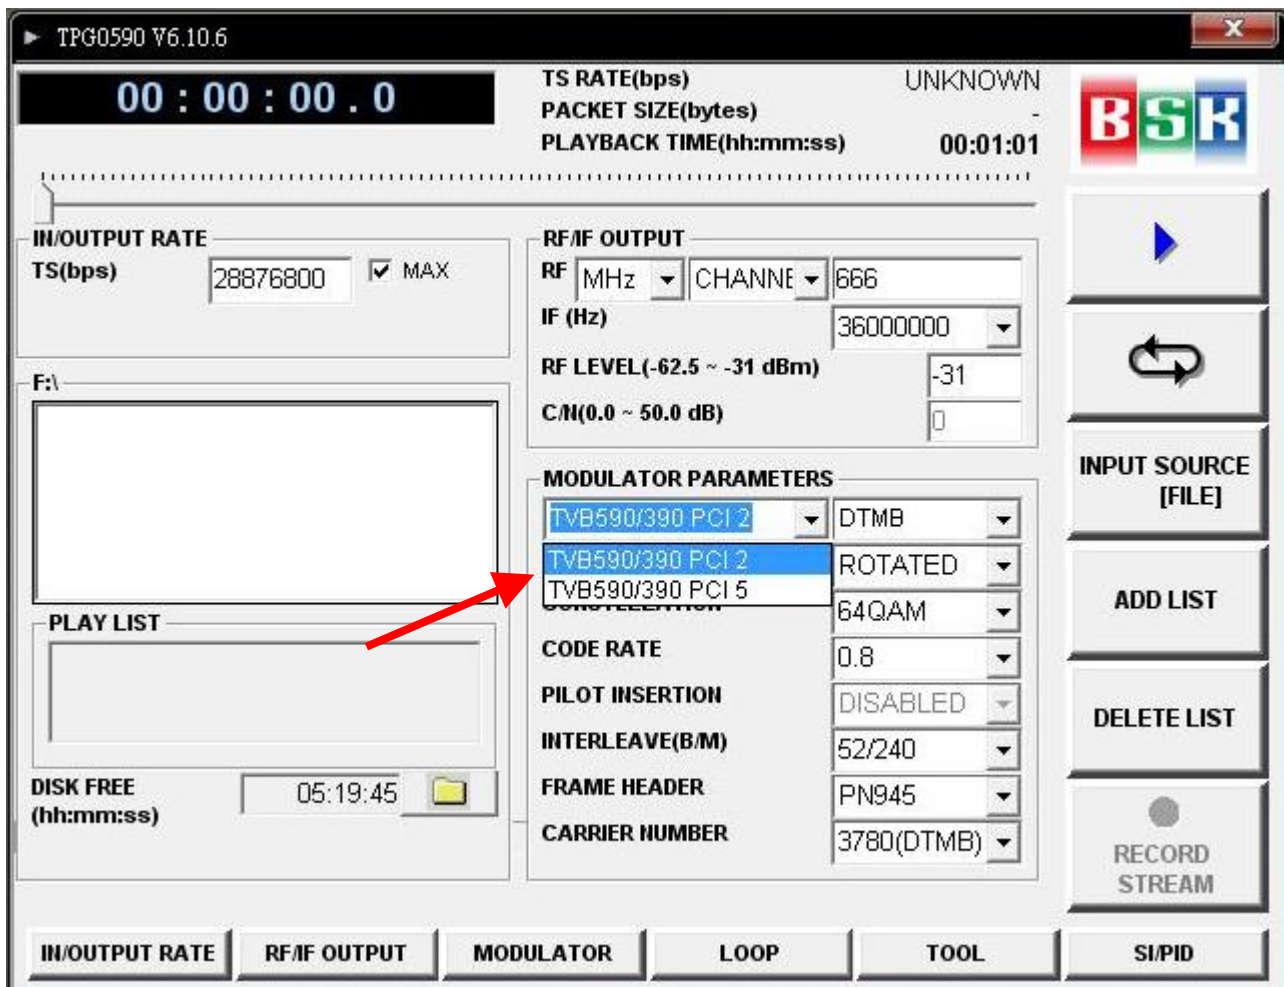 TPG0590 V6.10.6
X
00 : 00 : 00 . 0
TS RATE(bps) UNKNOWN
PACKET SIZE(bytes) -
PLAYBACK TIME(hh:mm:ss) 00:01:01
BSK
IN/OUTPUT RATE
TS(bps) 28876800 MAX
RF/IF OUTPUT
RF MHz CHANNE 666
IF (Hz) 36000000
RF LEVEL(-62.5 ~ -31 dBm) -31
C/N(0.0 ~ 50.0 dB) 0
F:\
MODULATOR PARAMETERS
TVB590/390 PCI 2 DTMB
TVB590/390 PCI 2 ROTATED
TVB590/390 PCI 5
64QAM
CODE RATE 0.8
PILOT INSERTION DISABLED
INTERLEAVE(B/M) 52/240
FRAME HEADER PN945
CARRIER NUMBER 3780(DTMB)
PLAY LIST
DISK FREE
(hh:mm:ss) 05:19:45
INPUT SOURCE
[FILE]
ADD LIST
DELETE LIST
RECORD
STREAM
IN/OUTPUT RATE RF/IF OUTPUT MODULATOR LOOP TOOL SI/PID